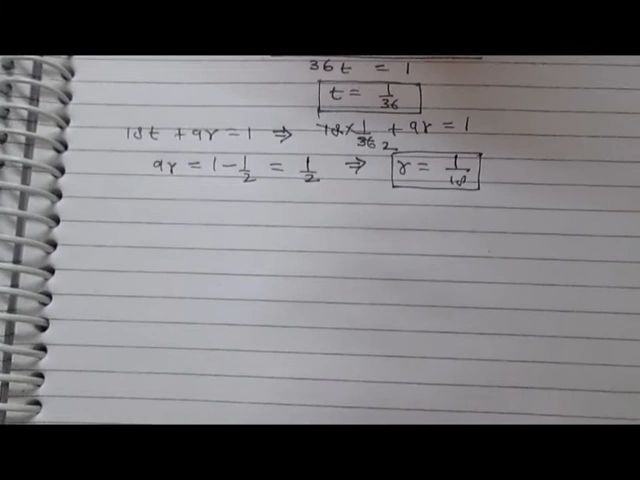 36t = 1
t = 1/36
18t + 9r = 1 ⇒ 18 × 1/36 2 + 9r = 1
9r = 1 - 1/2 = 1/2 ⇒ r = 1/18